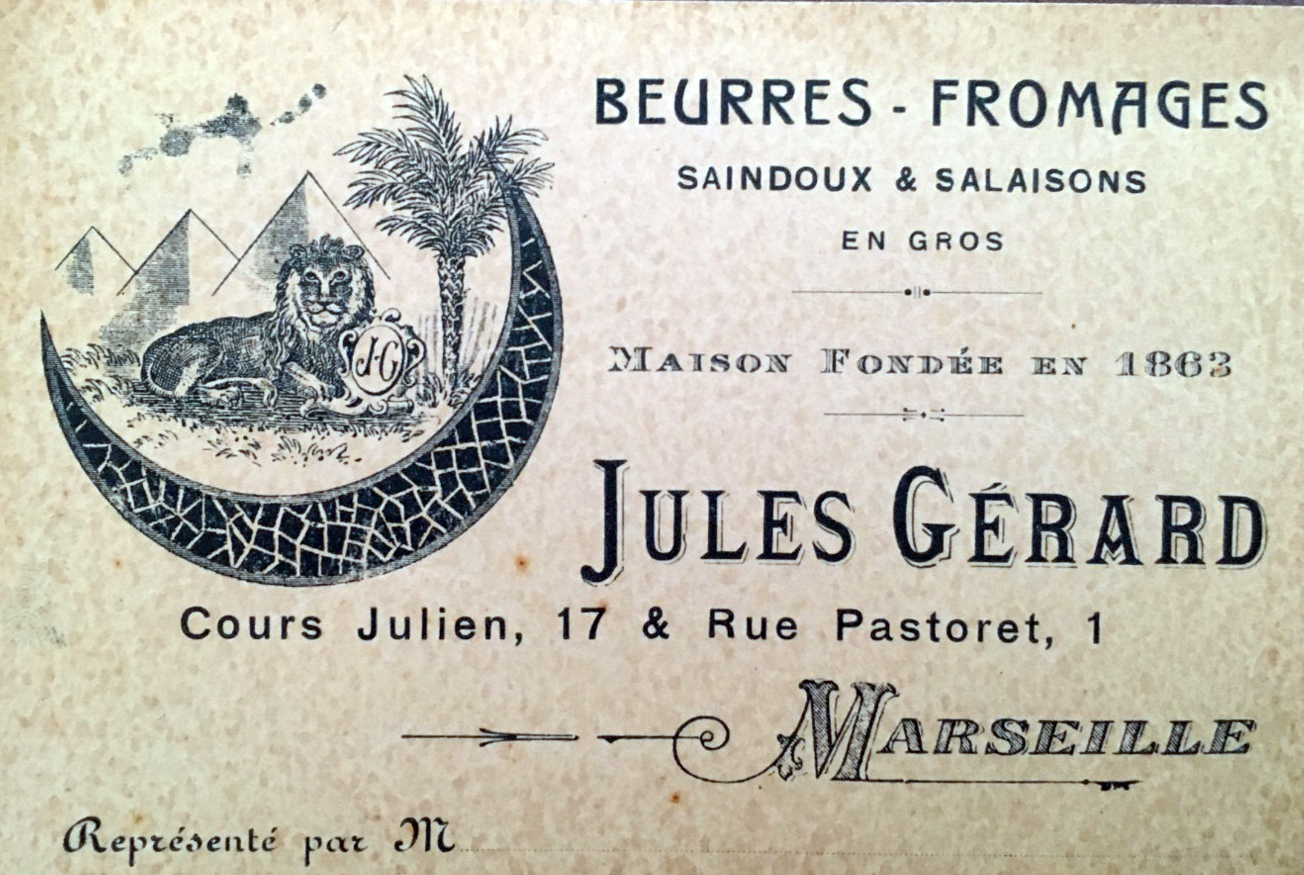 BEURRES - FROMAGES
SAINDOUX & SALAISONS
EN GROS
MAISON FONDÉE EN 1863
J-G
JULES GÉRARD
Cours Julien, 17 & Rue Pastoret, 1
MARSEILLE
Représenté par M